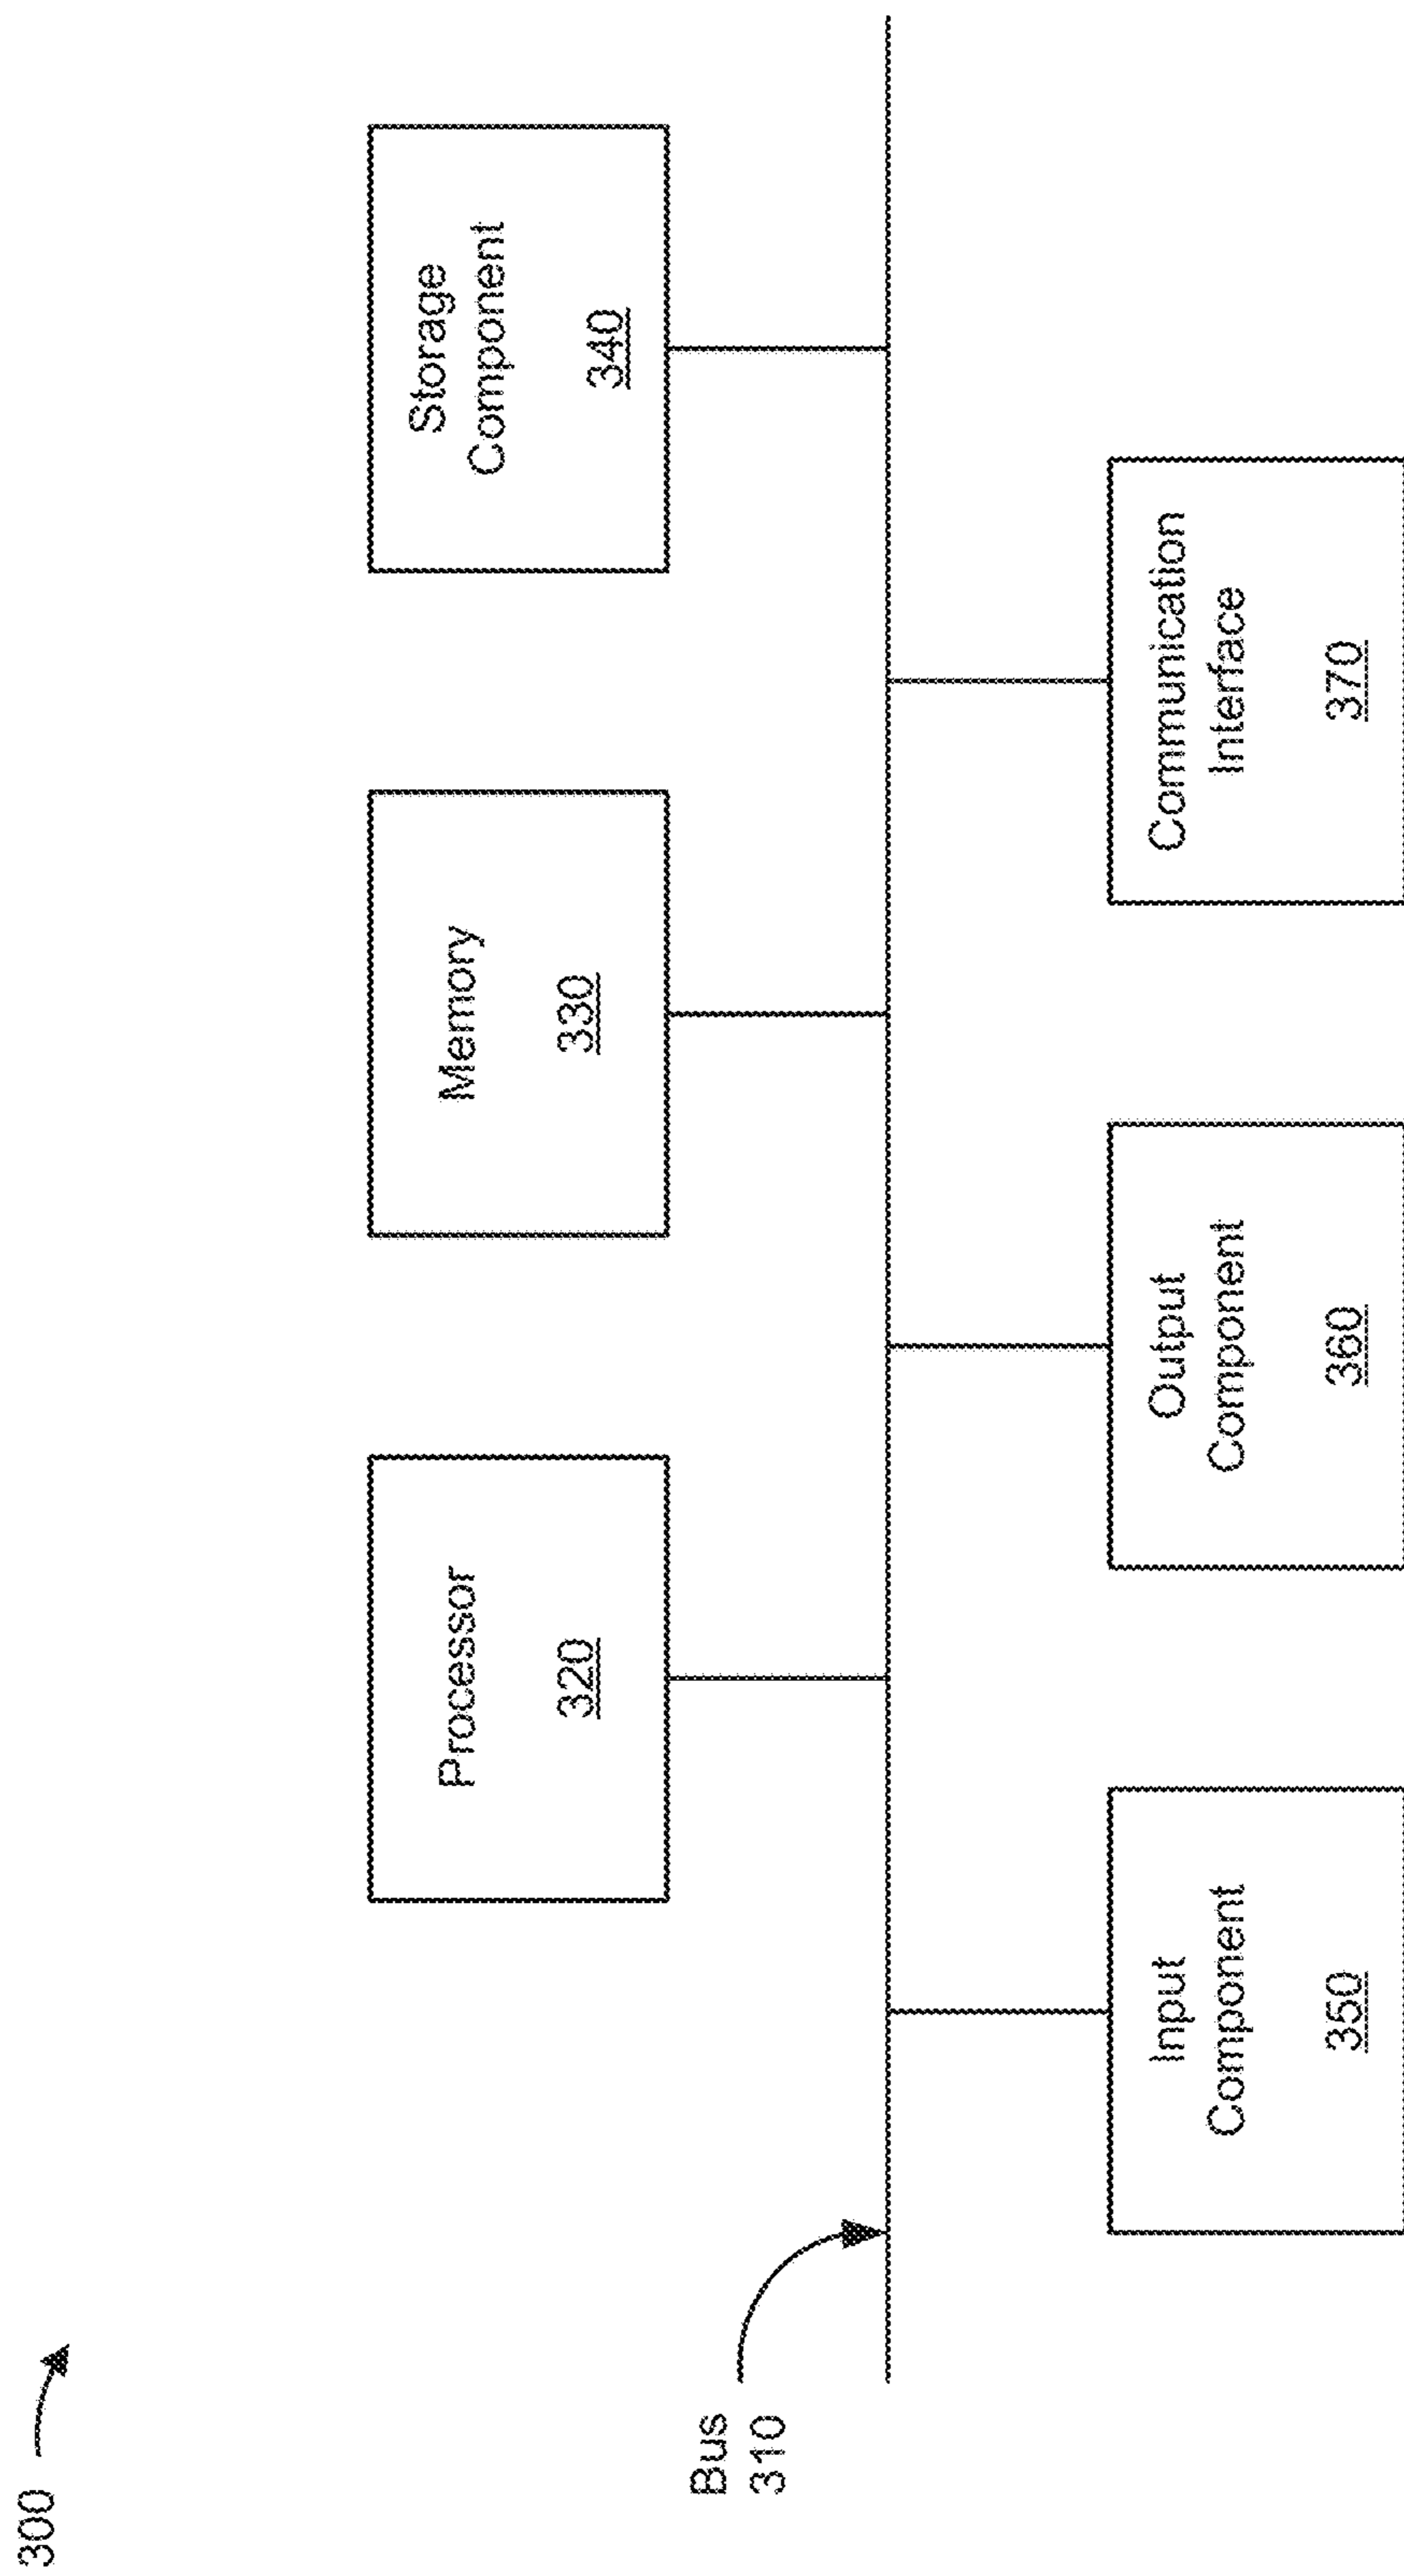 300
Bus
310
Processor
320
Memory
330
Storage
Component
340
Input
Component
350
Output
Component
360
Communication
Interface
370